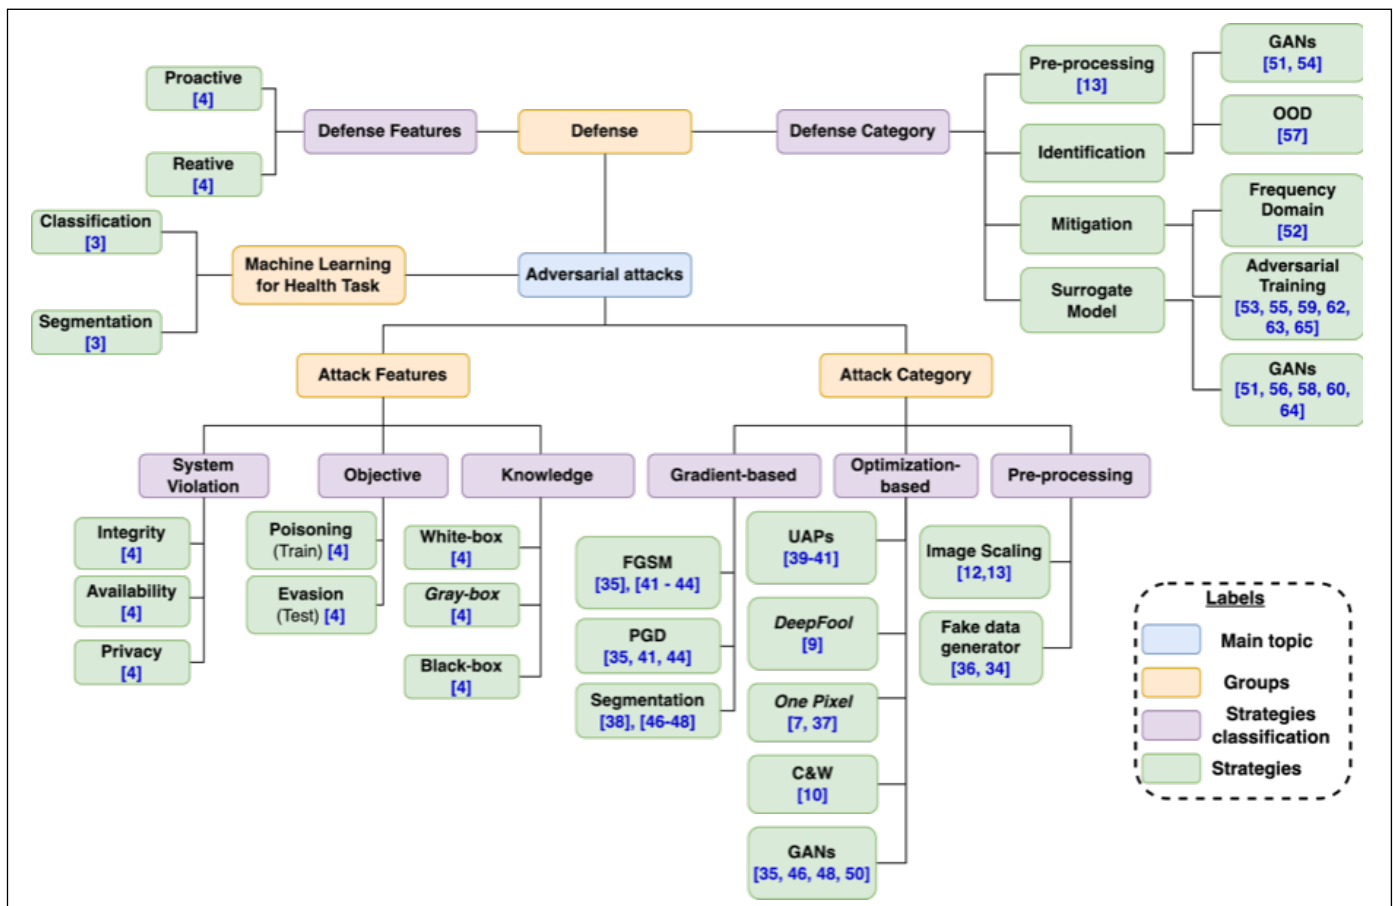 Proactive
[4]
Reative
[4]
Defense Features
Defense
Defense Category
Pre-processing
[13]
Identification
Mitigation
Surrogate
Model
GANs
[51, 54]
OOD
[57]
Frequency
Domain
[52]
Adversarial
Training
[53, 55, 59, 62,
63, 65]
GANs
[51, 56, 58, 60,
64]
Classification
[3]
Segmentation
[3]
Machine Learning
for Health Task
Adversarial attacks
Attack Features
Attack Category
System
Violation
Objective
Knowledge
Gradient-based
Optimization-
based
Pre-processing
Integrity
[4]
Availability
[4]
Privacy
[4]
Poisoning
(Train) [4]
Evasion
(Test) [4]
White-box
[4]
Gray-box
[4]
Black-box
[4]
FGSM
[35], [41 - 44]
PGD
[35, 41, 44]
Segmentation
[38], [46-48]
UAPs
[39-41]
DeepFool
[9]
One Pixel
[7, 37]
C&W
[10]
GANs
[35, 46, 48, 50]
Image Scaling
[12,13]
Fake data
generator
[36, 34]
Labels
Main topic
Groups
Strategies
classification
Strategies